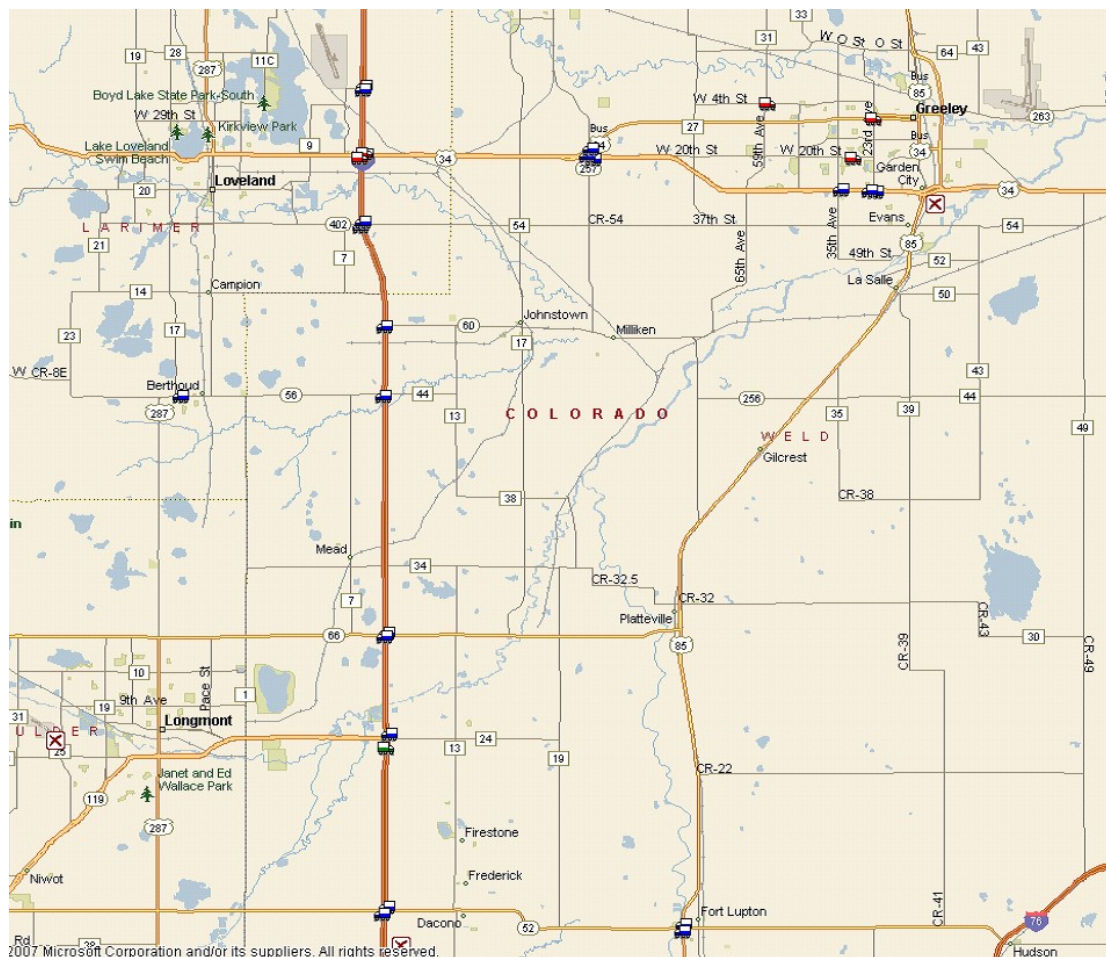 33
31
W O St O St
64
43
19
28
287
11C
Bus
85
Boyd Lake State Park-South
W 4th St
Greeley
263
W 29th St
Kirkview Park
27
59th Ave
Bus
34
Lake Loveland
Swim Beach
9
34
Bus
257
W 20th St
W 20th St
Garden
City
20
Loveland
34
402
CR-54
54
37th St
Evans
54
LARIMER
21
7
65th Ave
35th Ave
49th St
85
52
14
Campion
La Salle
50
23
17
60
Johnstown
17
Milliken
W CR-8E
Berthoud
287
56
44
13
COLORADO
256
35
39
43
44
49
WELD
Gilcrest
38
CR-38
in
Mead
34
CR-32.5
7
CR-32
Platteville
66
85
CR-39
CR-43
30
CR-49
10
Pace St
1
9th Ave
19
31
Longmont
ULDER
25
13
24
19
CR-22
Janet and Ed
Wallace Park
119
287
Firestone
Niwot
Frederick
CR-41
Dacono
52
Fort Lupton
76
Rd
Hudson
2007 Microsoft Corporation and/or its suppliers. All rights reserved.